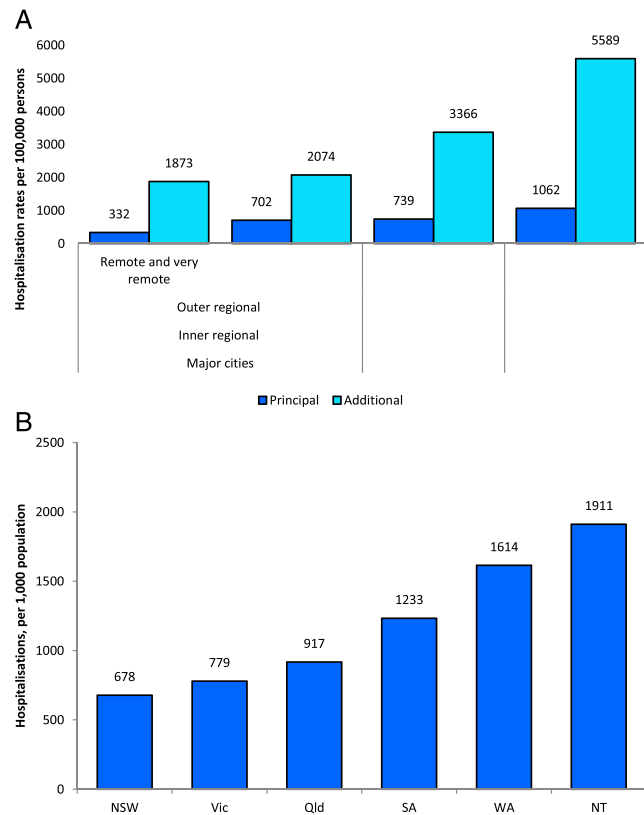 A
Hospitalisation rates per 100,000 persons
6000
5000
4000
3000
2000
1000
0
332
1873
702
2074
739
3366
1062
5589
Remote and very
remote
Outer regional
Inner regional
Major cities
Principal
Additional
B
Hospitalisations, per 1,000 population
2500
2000
1500
1000
500
0
678
779
917
1233
1614
1911
NSW
Vic
Qld
SA
WA
NT